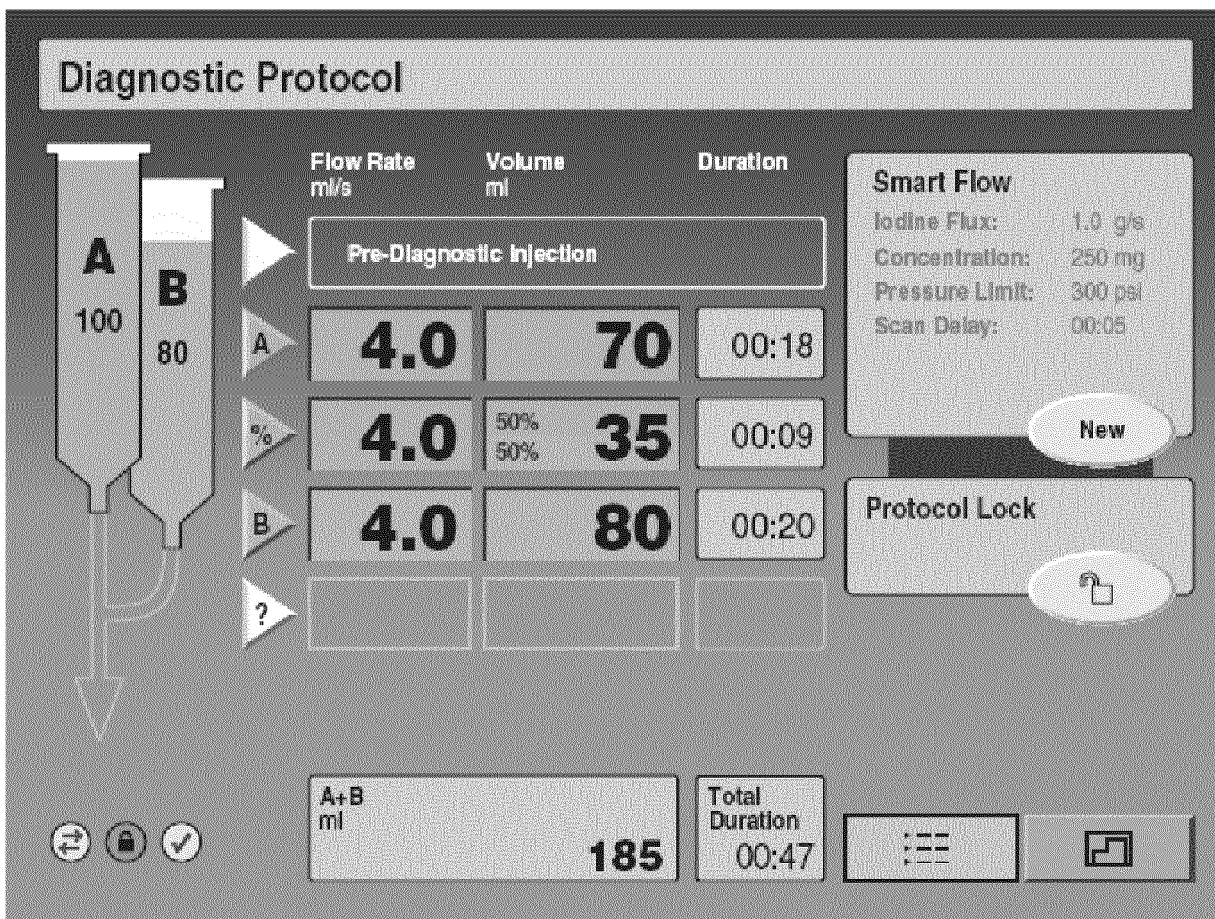 Diagnostic Protocol
A
100
B
80
Flow Rate
ml/s
Volume
ml
Duration
Pre-Diagnostic Injection
A
4.0
70
00:18
%
4.0
50%
50%
35
00:09
B
4.0
80
00:20
?
Smart Flow
Iodine Flux: 1.0 g/s
Concentration: 250 mg
Pressure Limit: 300 psi
Scan Delay: 00:05
New
Protocol Lock
A+B
ml
185
Total
Duration
00:47